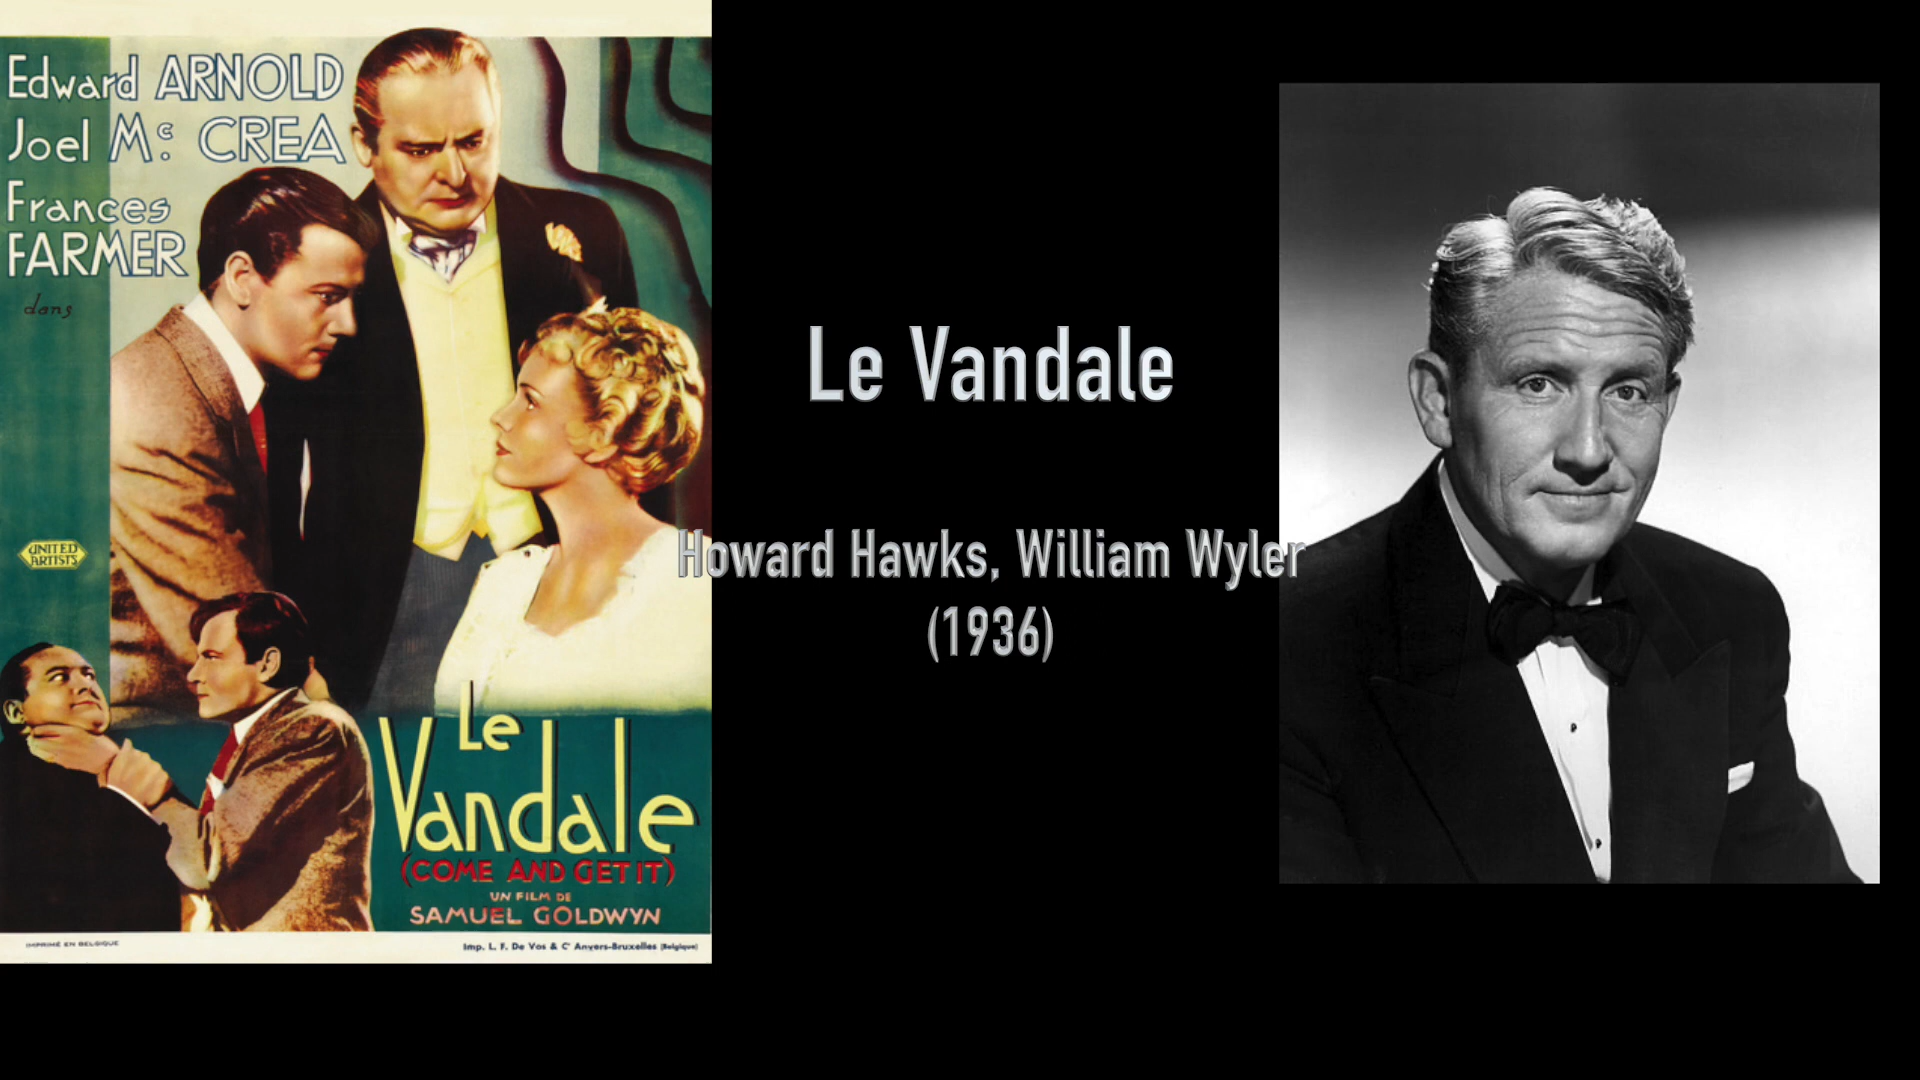 Edward ARNOLD
Joel Mc CREA
Frances
FARMER
dans
UNITED
ARTISTS
Le
Vandale
(COME AND GET IT)
UN FILM DE
SAMUEL GOLDWYN
IMPRIMÉ EN BELGIQUE
Imp. L. F. De Vos & Co Anvers-Bruxelles (Belgique)
Le Vandale
Howard Hawks, William Wyler
(1936)